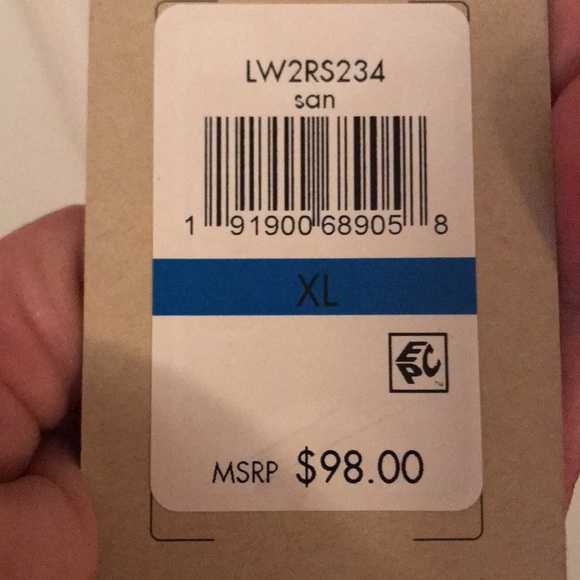 LW2RS234
san
1 91900 68905 8
XL
EPC
MSRP $98.00